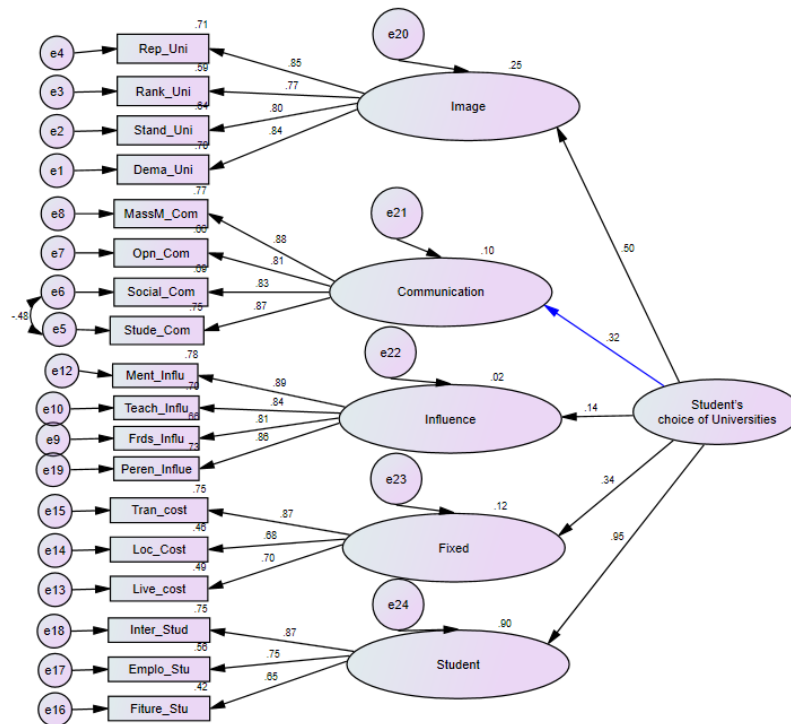 .71
e4
Rep_Uni
.85
e20
.25
.59
e3
Rank_Uni
.77
Image
.64
e2
Stand_Uni
.80
.70
e1
Dema_Uni
.84
.77
e8
MassM_Com
.88
e21
.10
e7
Opn_Com
.81
.50
e6
Social_Com
.83
Communication
-.48
.75
e5
Stude_Com
.87
.32
.78
e12
Ment_Influ
.89
e22
.02
e10
Teach_Influ
.84
.66
e9
Frds_Influ
.81
Influence
.14
Student's
choice of Universities
.73
e19
Peren_Influe
.86
.75
e15
Tran_cost
.87
e23
.12
.34
.46
e14
Loc_Cost
.68
Fixed
.95
.49
e13
Live_cost
.70
.75
e18
Inter_Stud
.87
e24
.90
.56
e17
Emplo_Stu
.75
Student
.42
e16
Fiture_Stu
.65